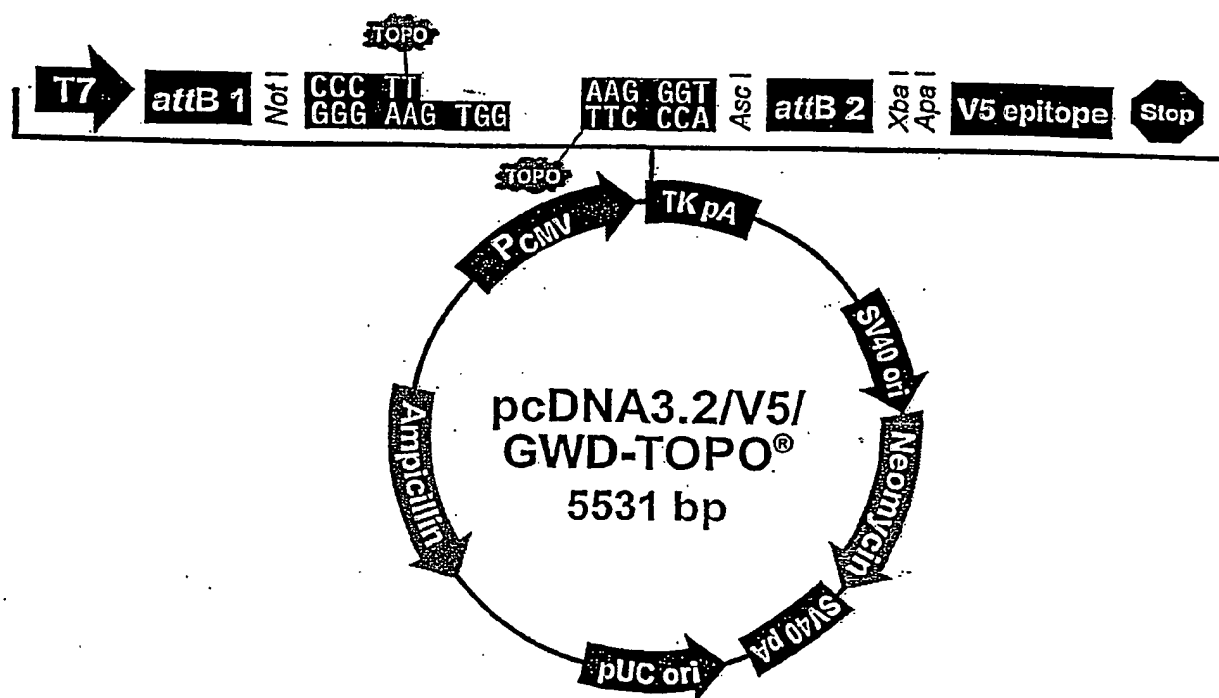 TOPO
T7 attB 1 Not I CCC TT AAG GGT Asc I attB 2 Xba I Apa I V5 epitope Stop
GGG AAG TGG TTC CCA
TOPO
PCMV TK pA
SV40 ori
pcDNA3.2/V5/
GWD-TOPO®
5531 bp
Ampicillin
Neomycin
SV40 pA
pUC ori